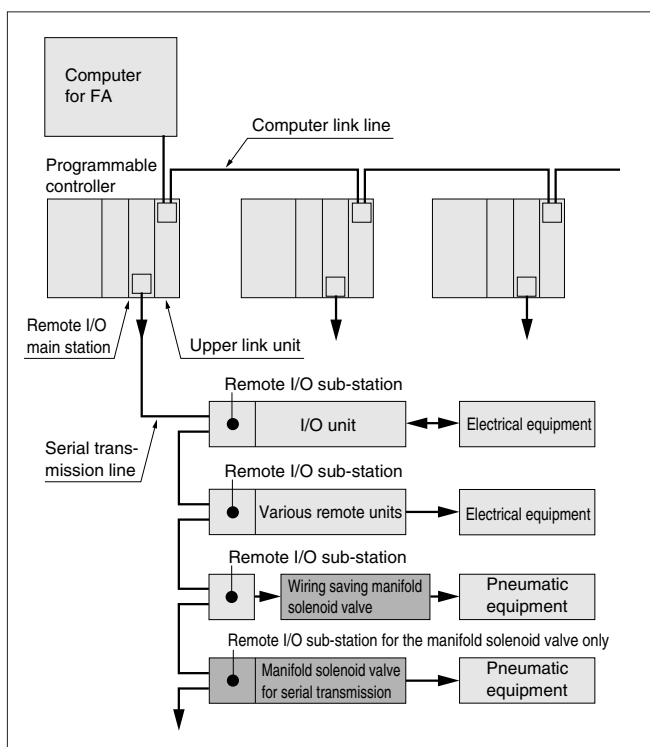 Computer
for FA
Computer link line
Programmable
controller
Remote I/O
main station
Upper link unit
Remote I/O sub-station
I/O unit
Electrical equipment
Serial trans-
mission line
Remote I/O sub-station
Various remote units
Electrical equipment
Remote I/O sub-station
Wiring saving manifold
solenoid valve
Pneumatic
equipment
Remote I/O sub-station for the manifold solenoid valve only
Manifold solenoid valve
for serial transmission
Pneumatic
equipment